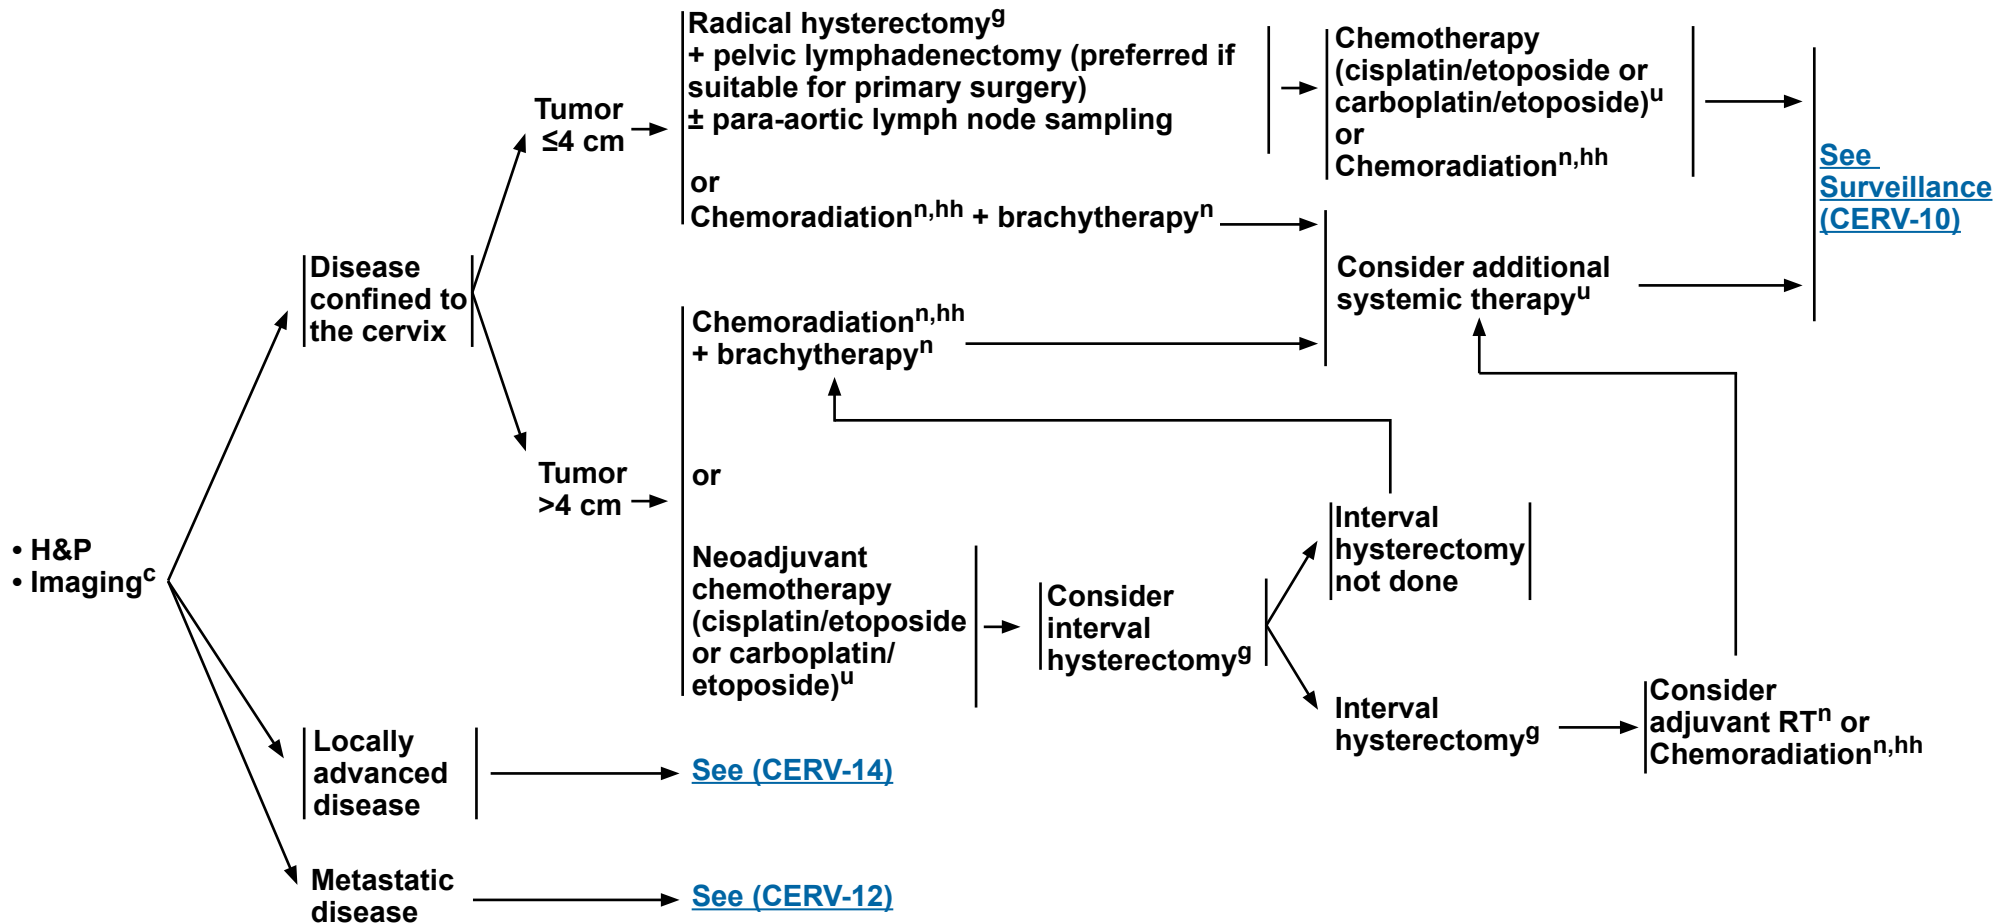 • H&P
• Imagingᶜ
Disease
confined to
the cervix
Tumor
≤4 cm
Radical hysterectomyᵍ
+ pelvic lymphadenectomy (preferred if
suitable for primary surgery)
± para-aortic lymph node sampling
or
Chemoradiationⁿ,ʰʰ + brachytherapyⁿ
Chemotherapy
(cisplatin/etoposide or
carboplatin/etoposide)ᵘ
or
Chemoradiationⁿ,ʰʰ
See
Surveillance
(CERV-10)
Consider additional
systemic therapyᵘ
Tumor
>4 cm
Chemoradiationⁿ,ʰʰ
+ brachytherapyⁿ
or
Neoadjuvant
chemotherapy
(cisplatin/etoposide
or carboplatin/
etoposide)ᵘ
Consider
interval
hysterectomyᵍ
Interval
hysterectomy
not done
Interval
hysterectomyᵍ
Consider
adjuvant RTⁿ or
Chemoradiationⁿ,ʰʰ
Locally
advanced
disease
See (CERV-14)
Metastatic
disease
See (CERV-12)